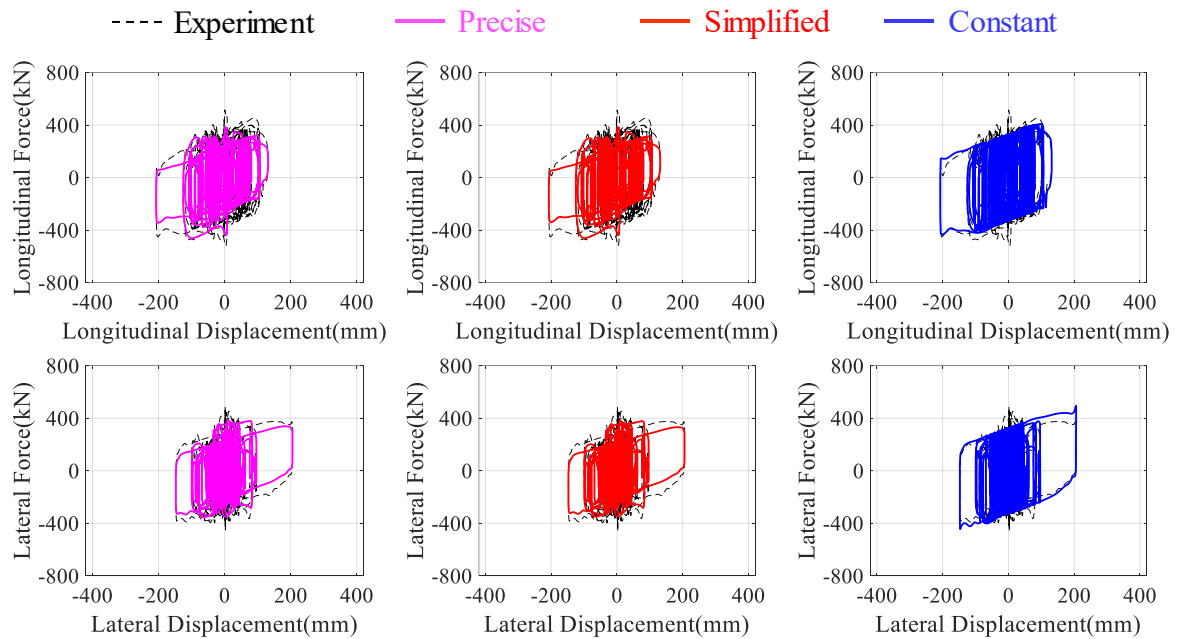 Experiment Precise Simplified Constant
800 800 800
400 400 400
0 0 0
-400 -400 -400
-800 -800 -800
Longitudinal Force(kN) Longitudinal Force(kN) Longitudinal Force(kN)
-400 -200 0 200 400 -400 -200 0 200 400 -400 -200 0 200 400
Longitudinal Displacement(mm) Longitudinal Displacement(mm) Longitudinal Displacement(mm)
800 800 800
400 400 400
0 0 0
-400 -400 -400
-800 -800 -800
Lateral Force(kN) Lateral Force(kN) Lateral Force(kN)
-400 -200 0 200 400 -400 -200 0 200 400 -400 -200 0 200 400
Lateral Displacement(mm) Lateral Displacement(mm) Lateral Displacement(mm)